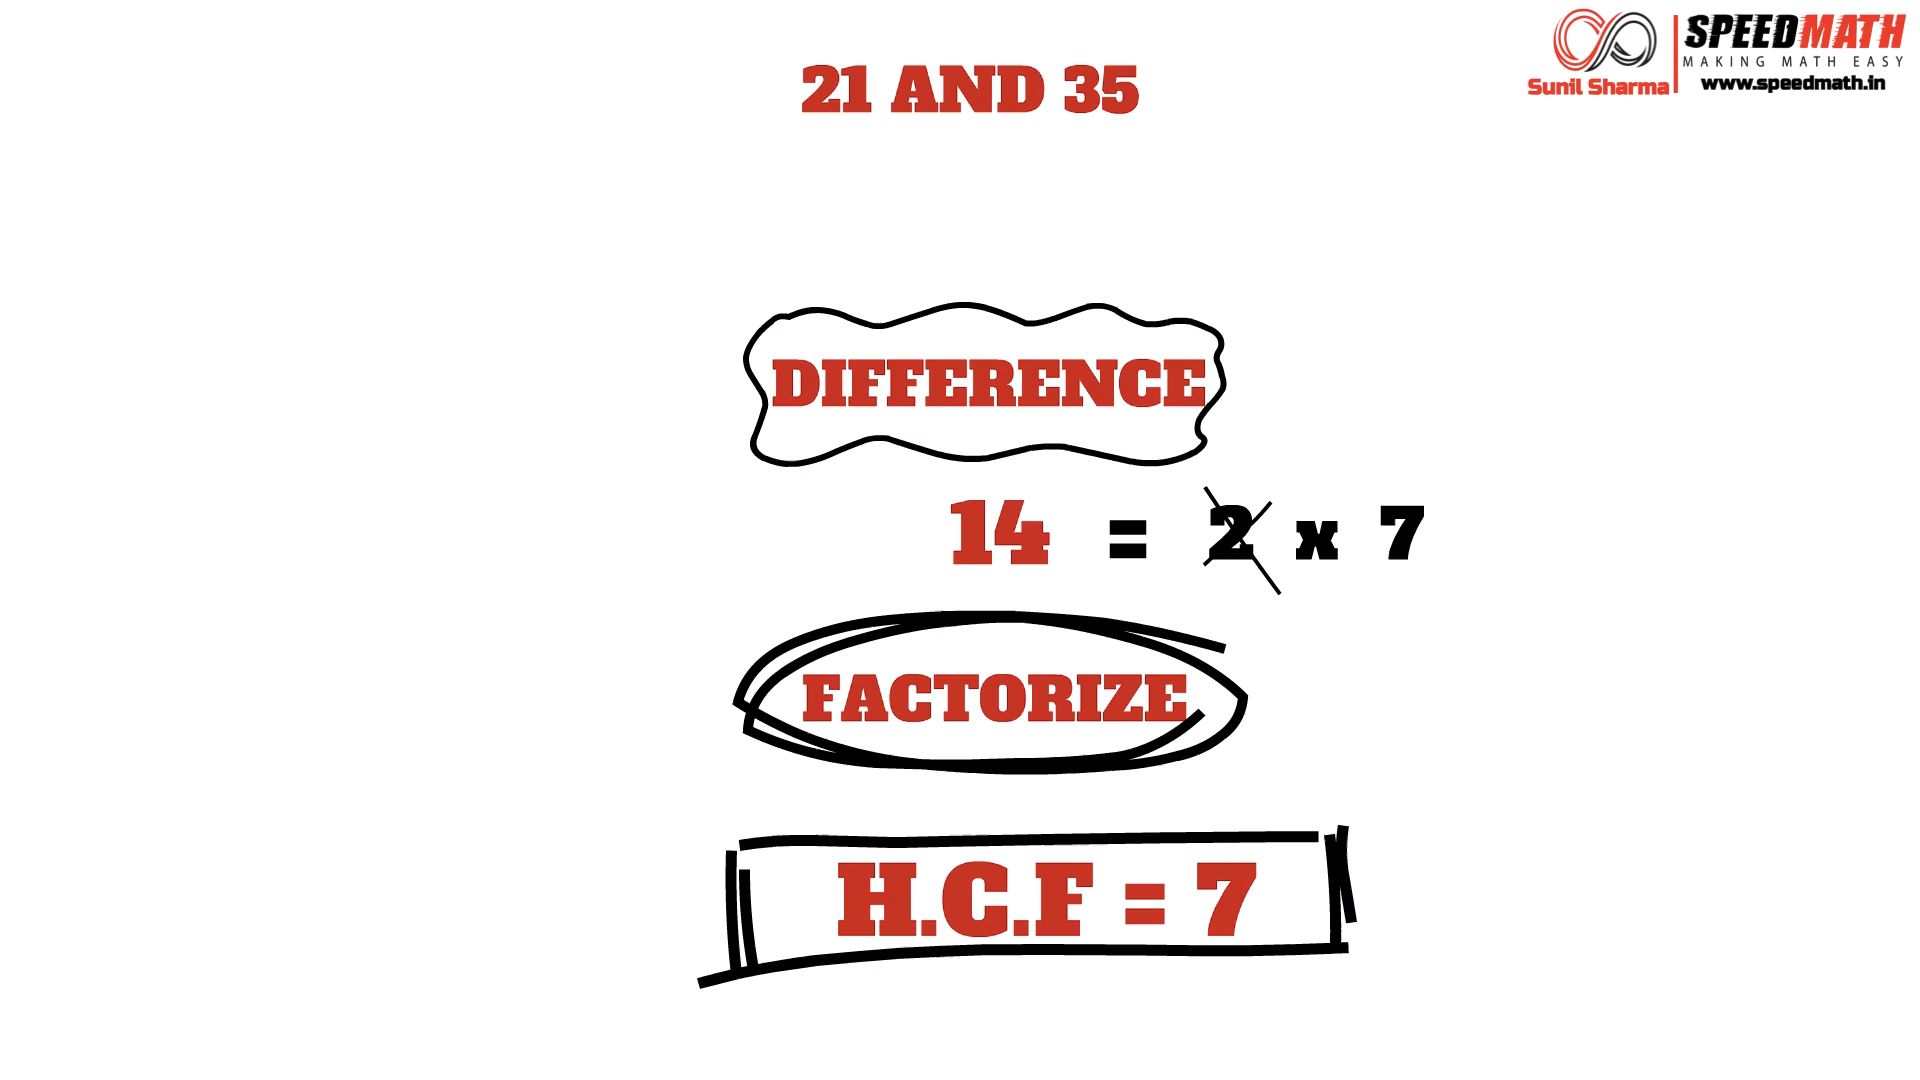 21 AND 35
SPEEDMATH
MAKING MATH EASY
Sunil Sharma
www.speedmath.in
DIFFERENCE
14 = 2 x 7
FACTORIZE
H.C.F = 7